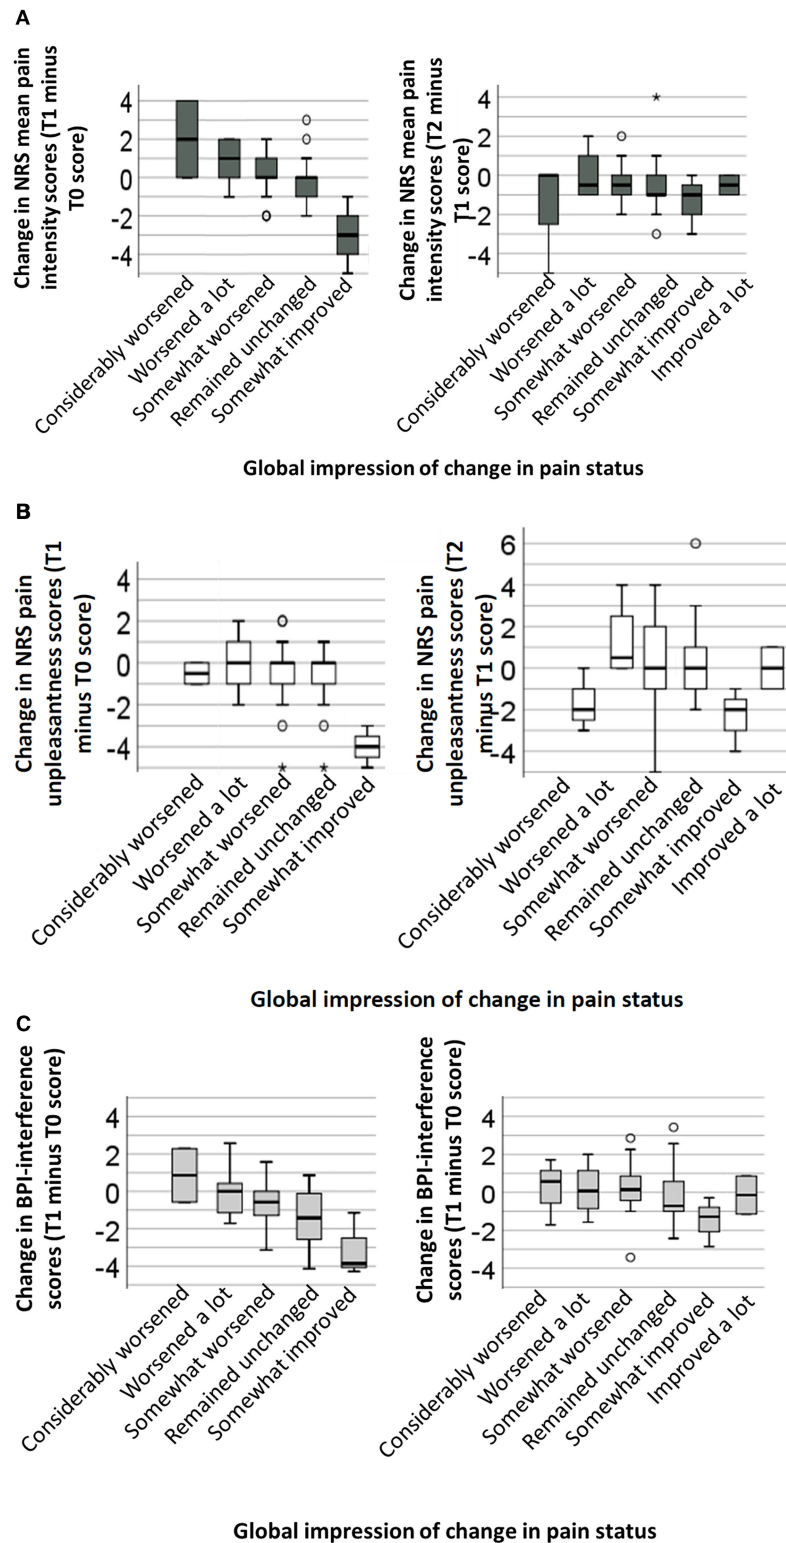 A
Change in NRS mean pain
intensity scores (T1 minus
T0 score)
4
2
0
-2
-4
Considerably worsened
Worsened a lot
Somewhat worsened
Remained unchanged
Somewhat improved
Change in NRS mean pain
intensity scores (T2 minus
T1 score)
4
2
0
-2
-4
Considerably worsened
Worsened a lot
Somewhat worsened
Remained unchanged
Somewhat improved
Improved a lot
Global impression of change in pain status
B
Change in NRS pain
unpleasantness scores (T1
minus T0 score)
4
2
0
-2
-4
Considerably worsened
Worsened a lot
Somewhat worsened
Remained unchanged
Somewhat improved
Change in NRS pain
unpleasantness scores (T2
minus T1 score)
6
4
2
0
-2
-4
Considerably worsened
Worsened a lot
Somewhat worsened
Remained unchanged
Somewhat improved
Improved a lot
Global impression of change in pain status
C
Change in BPI-interference
scores (T1 minus T0 score)
4
2
0
-2
-4
Considerably worsened
Worsened a lot
Somewhat worsened
Remained unchanged
Somewhat improved
Change in BPI-interference
scores (T1 minus T0 score)
4
2
0
-2
-4
Considerably worsened
Worsened a lot
Somewhat worsened
Remained unchanged
Somewhat improved
Improved a lot
Global impression of change in pain status